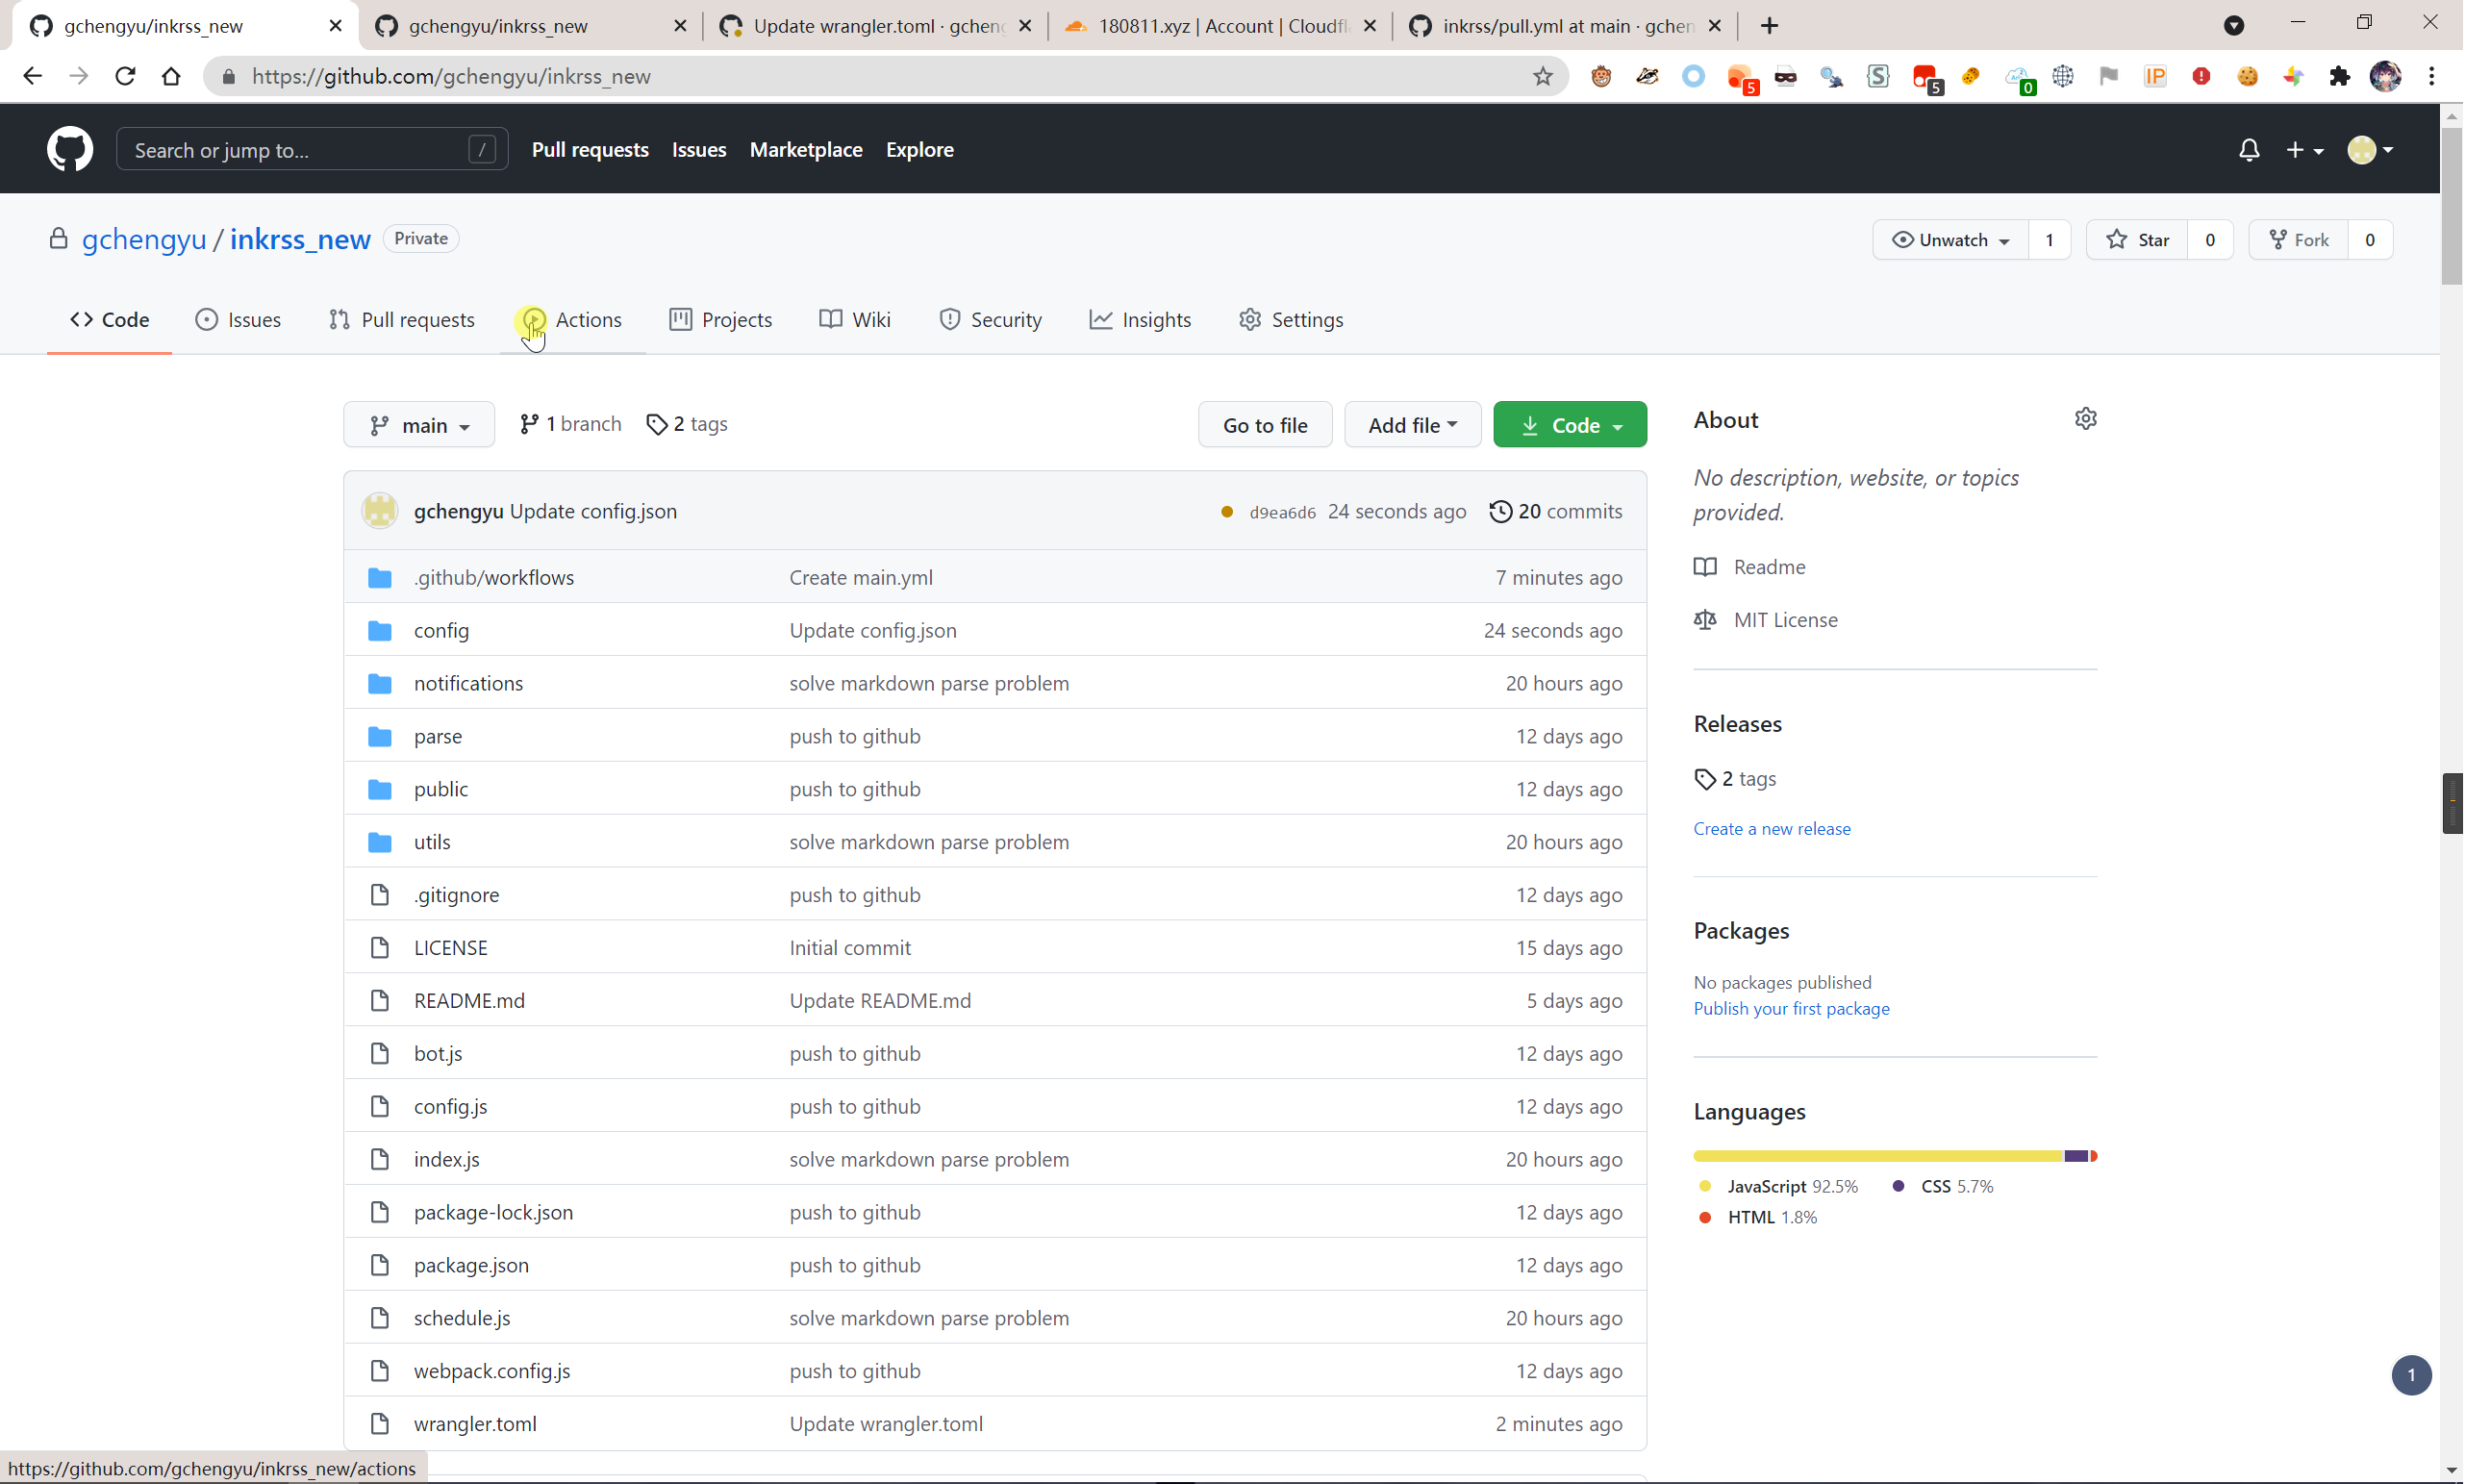 gchengyu/inkrss_new
gchengyu/inkrss_new
Update wrangler.toml · gcheng
180811.xyz | Account | Cloudfl
inkrss/pull.yml at main · gchen
https://github.com/gchengyu/inkrss_new
5
5
0
IP
Search or jump to...
/
Pull requests Issues Marketplace Explore
gchengyu / inkrss_new Private
Unwatch 1
Star 0
Fork 0
Code Issues Pull requests Actions Projects Wiki Security Insights Settings
main 1 branch 2 tags
Go to file Add file Code
gchengyu Update config.json d9ea6d6 24 seconds ago 20 commits
.github/workflows Create main.yml 7 minutes ago
config Update config.json 24 seconds ago
notifications solve markdown parse problem 20 hours ago
parse push to github 12 days ago
public push to github 12 days ago
utils solve markdown parse problem 20 hours ago
.gitignore push to github 12 days ago
LICENSE Initial commit 15 days ago
README.md Update README.md 5 days ago
bot.js push to github 12 days ago
config.js push to github 12 days ago
index.js solve markdown parse problem 20 hours ago
package-lock.json push to github 12 days ago
package.json push to github 12 days ago
schedule.js solve markdown parse problem 20 hours ago
webpack.config.js push to github 12 days ago
wrangler.toml Update wrangler.toml 2 minutes ago
About
No description, website, or topics
provided.
Readme
MIT License
Releases
2 tags
Create a new release
Packages
No packages published
Publish your first package
Languages
JavaScript 92.5% CSS 5.7%
HTML 1.8%
1
https://github.com/gchengyu/inkrss_new/actions